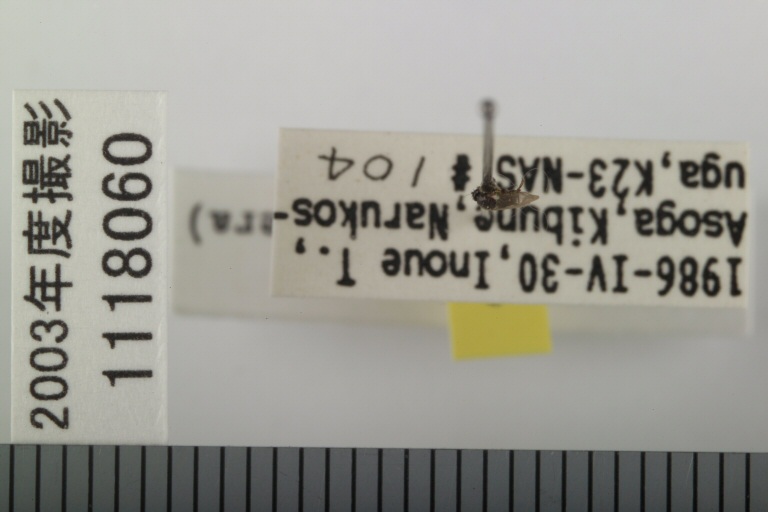 2003年度撮影
1118060
1986-IV-30, Inoue T.,
Asoga, Kibune, Narukos-
uga, K23-NAS #104